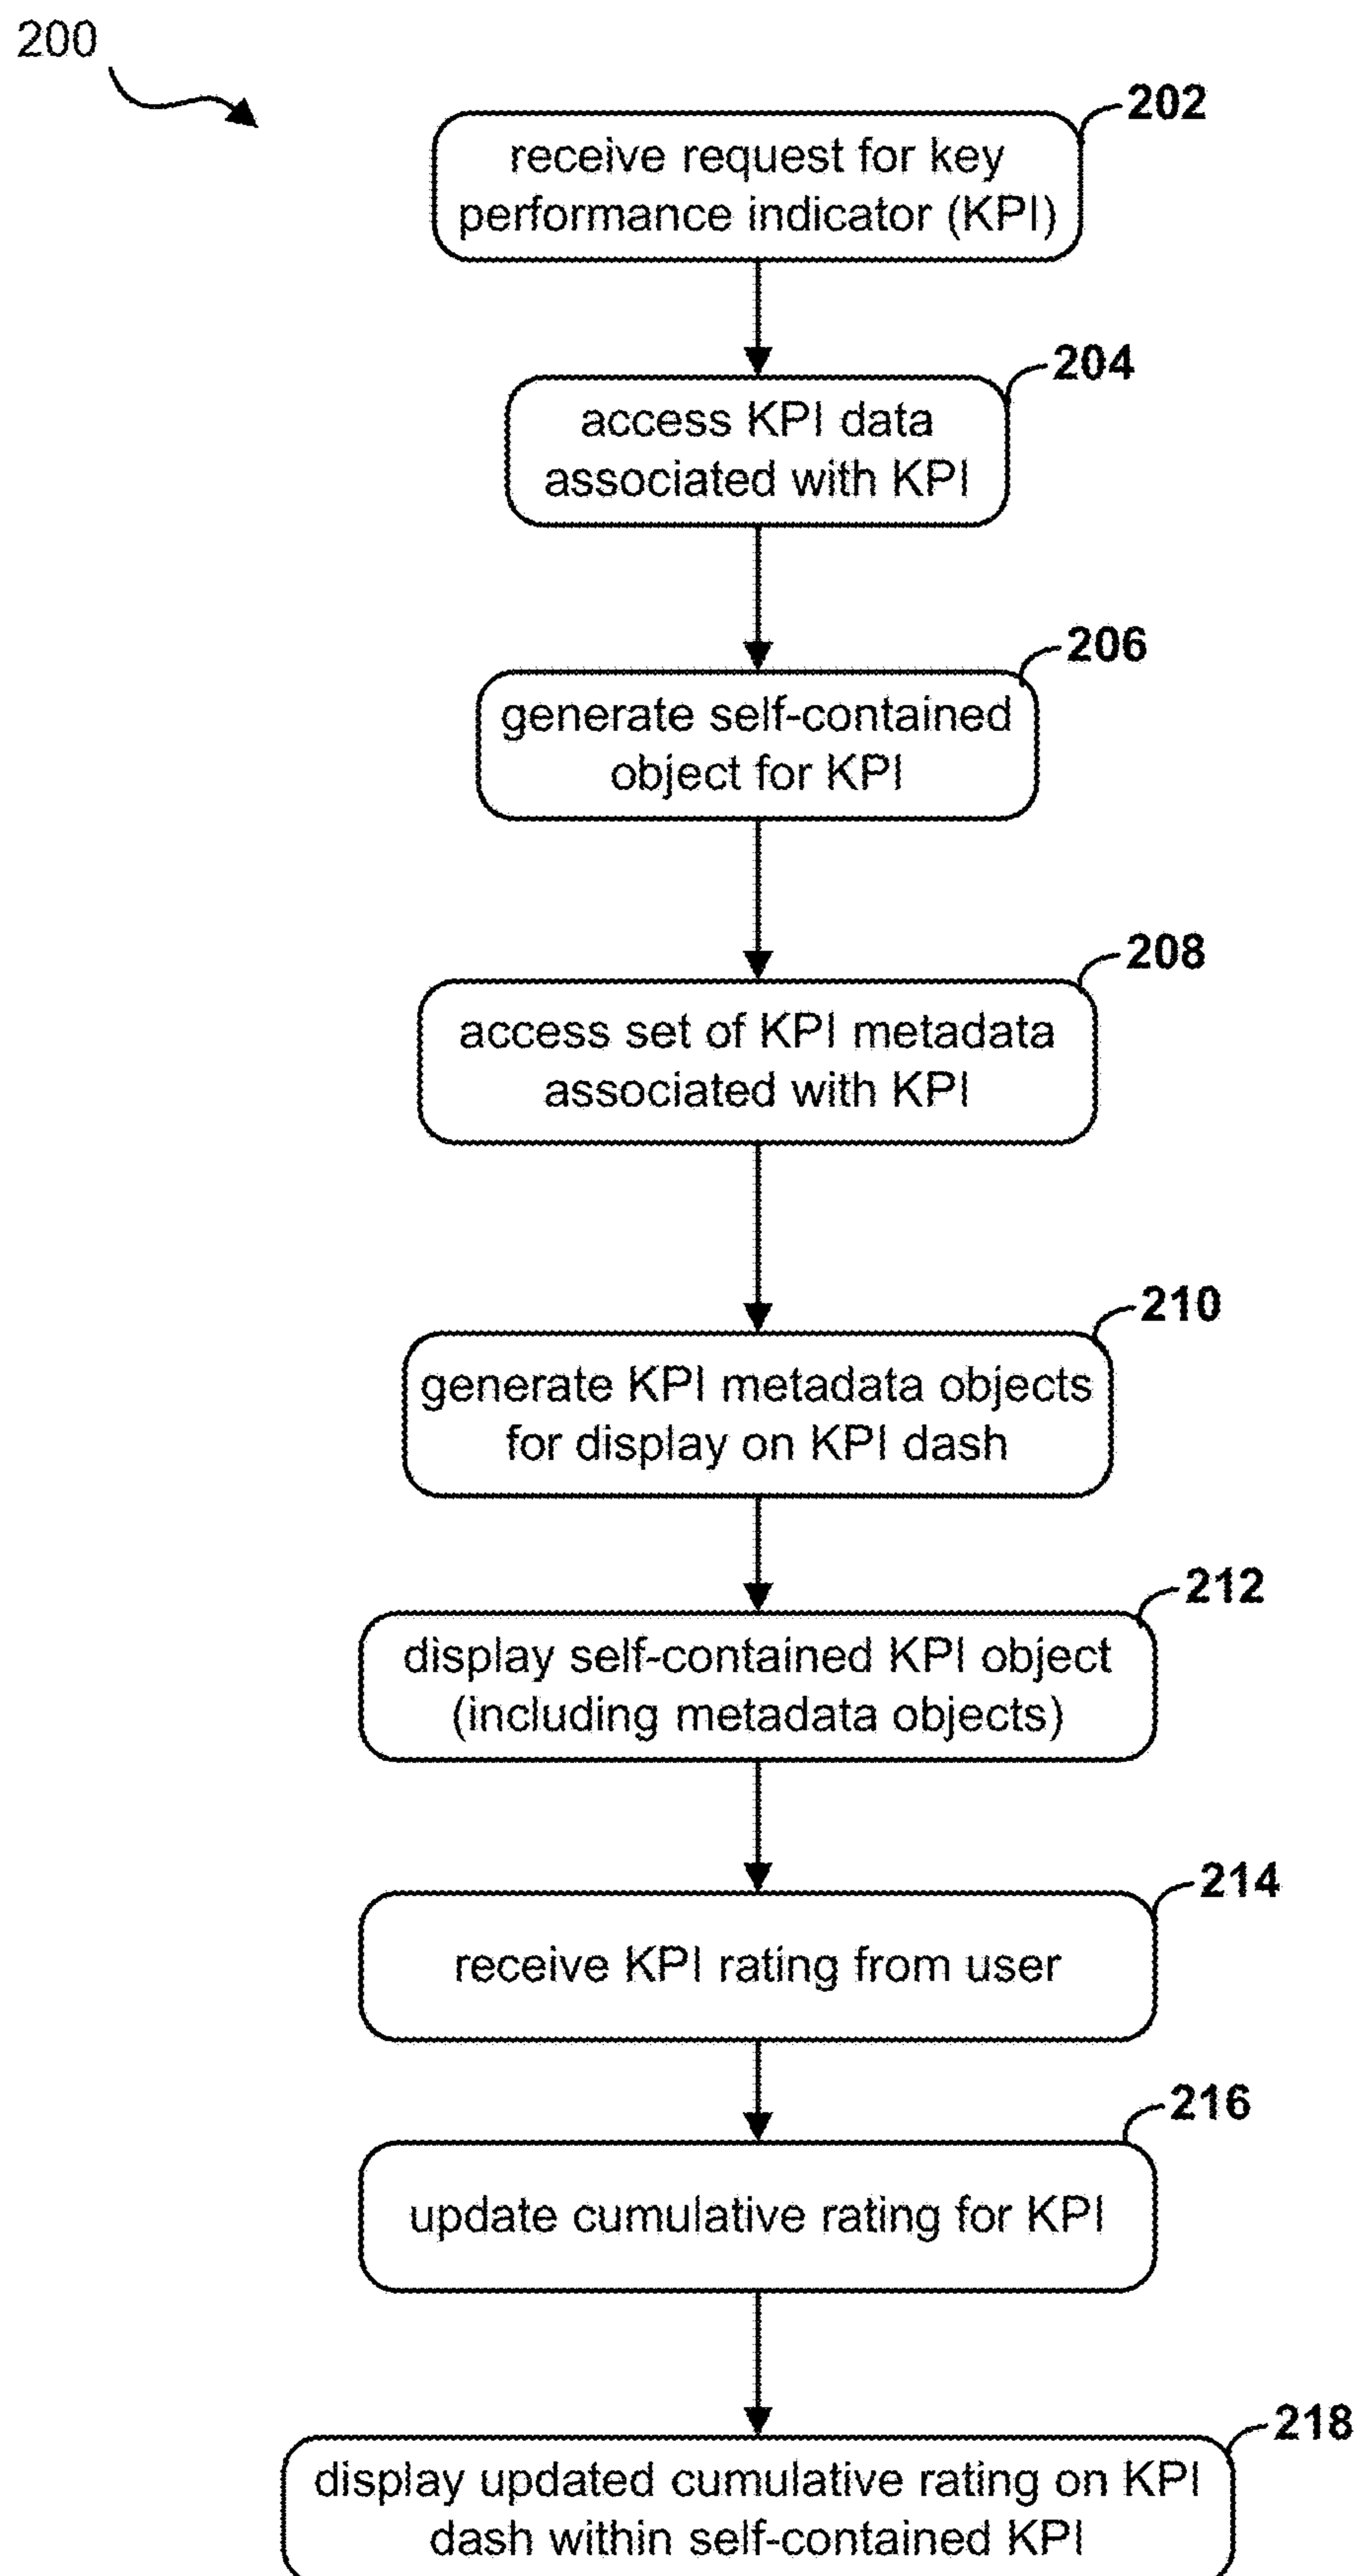 200
202
receive request for key
performance indicator (KPI)
204
access KPI data
associated with KPI
206
generate self-contained
object for KPI
208
access set of KPI metadata
associated with KPI
210
generate KPI metadata objects
for display on KPI dash
212
display self-contained KPI object
(including metadata objects)
214
receive KPI rating from user
216
update cumulative rating for KPI
218
display updated cumulative rating on KPI
dash within self-contained KPI